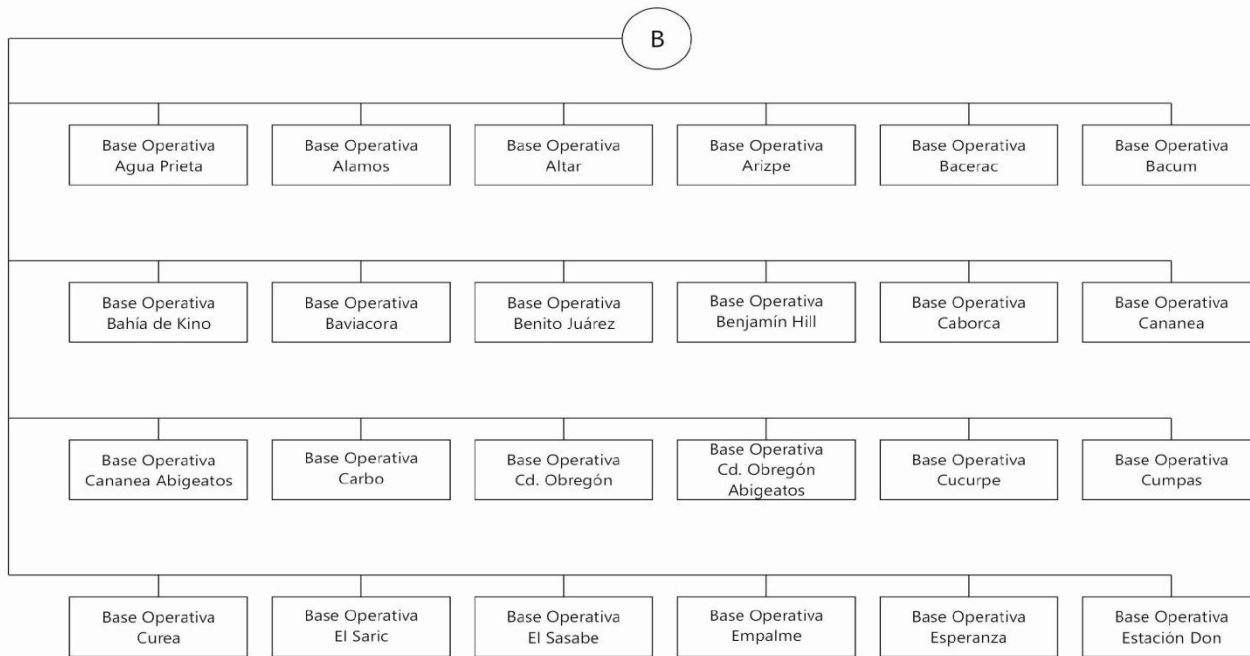 B
Base Operativa
Agua Prieta
Base Operativa
Alamos
Base Operativa
Altar
Base Operativa
Arizpe
Base Operativa
Bacerac
Base Operativa
Bacum
Base Operativa
Bahía de Kino
Base Operativa
Baviacora
Base Operativa
Benito Juárez
Base Operativa
Benjamín Hill
Base Operativa
Caborca
Base Operativa
Cananea
Base Operativa
Cananea Abigeatos
Base Operativa
Carbo
Base Operativa
Cd. Obregón
Base Operativa
Cd. Obregón
Abigeatos
Base Operativa
Cucurpe
Base Operativa
Cumpas
Base Operativa
Curea
Base Operativa
El Saric
Base Operativa
El Sasabe
Base Operativa
Empalme
Base Operativa
Esperanza
Base Operativa
Estación Don